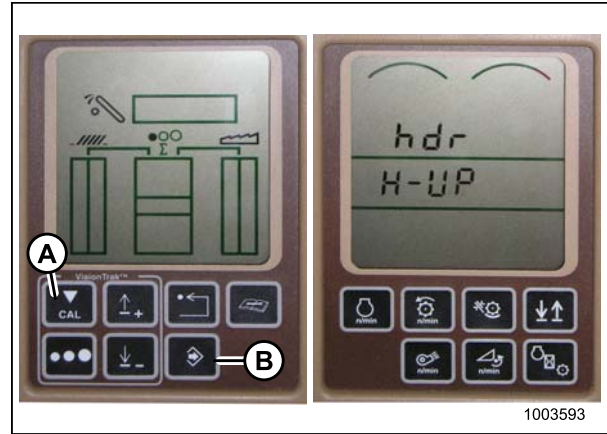 Σ
A
VisionTrak™
CAL
+
-
B
hdr
H-UP
n/min
n/min
n/min
n/min
1003593